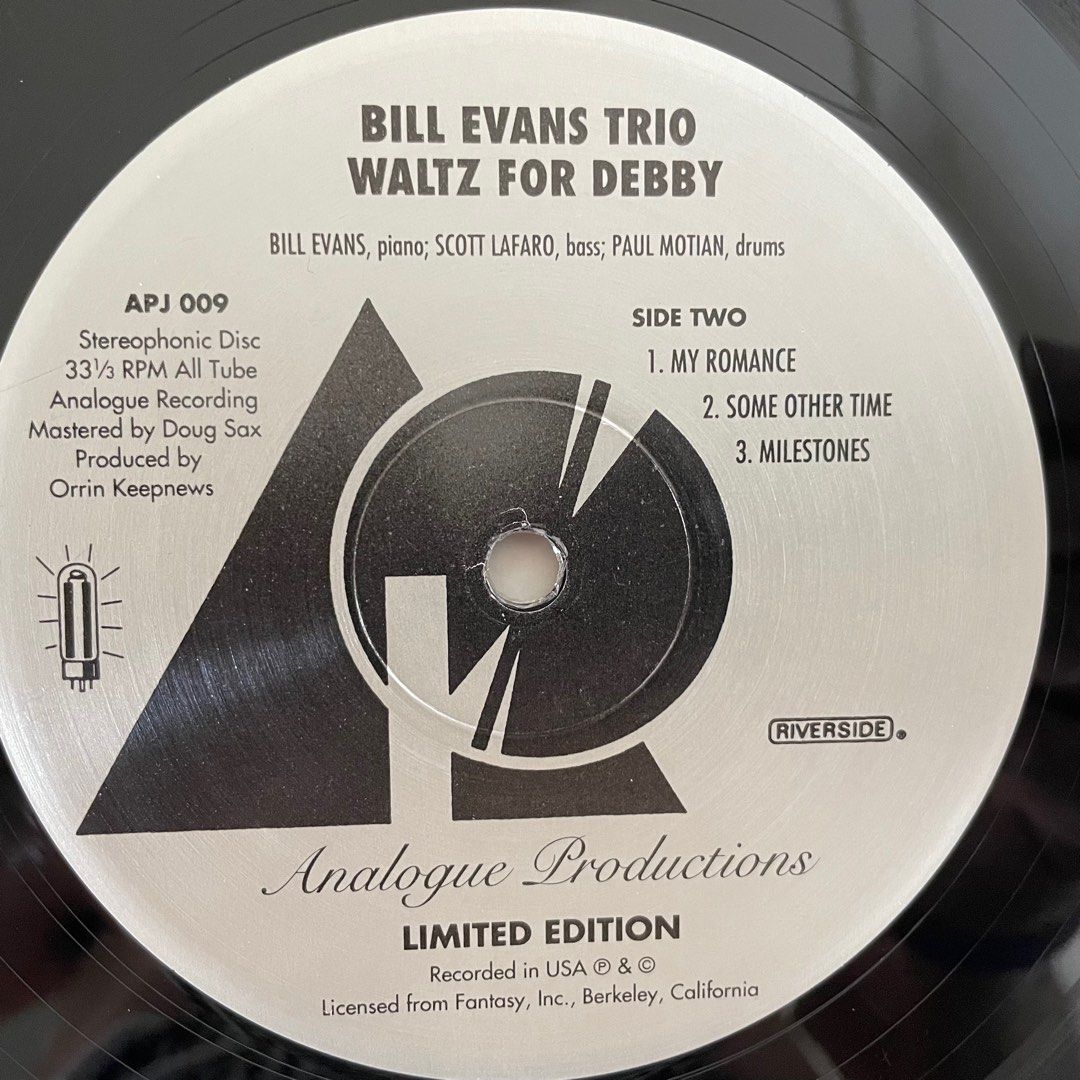 BILL EVANS TRIO
WALTZ FOR DEBBY
BILL EVANS, piano; SCOTT LAFARO, bass; PAUL MOTIAN, drums
APJ 009
Stereophonic Disc
33⅓ RPM All Tube
Analogue Recording
Mastered by Doug Sax
Produced by
Orrin Keepnews
SIDE TWO
1. MY ROMANCE
2. SOME OTHER TIME
3. MILESTONES
RIVERSIDE®
Analogue Productions
LIMITED EDITION
Recorded in USA ℗ & ©
Licensed from Fantasy, Inc., Berkeley, California